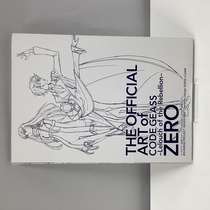 THE OFFICIAL
ART of
CODE GEASS
-Lelouch of the Rebellion-
ZERO